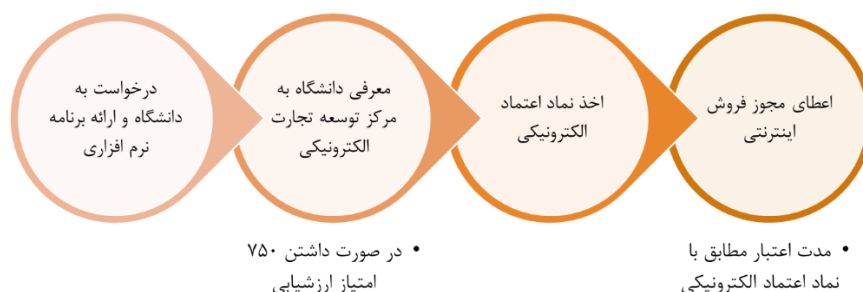 درخواست به
دانشگاه و ارائه برنامه
نرم افزاری
معرفی دانشگاه به
مرکز توسعه تجارت
الکترونیکی
اخذ نماد اعتماد
الکترونیکی
اعطای مجوز فروش
اینترنتی
• در صورت داشتن ۷۵۰
امتیاز ارزشیابی
• مدت اعتبار مطابق با
نماد اعتماد الکترونیکی